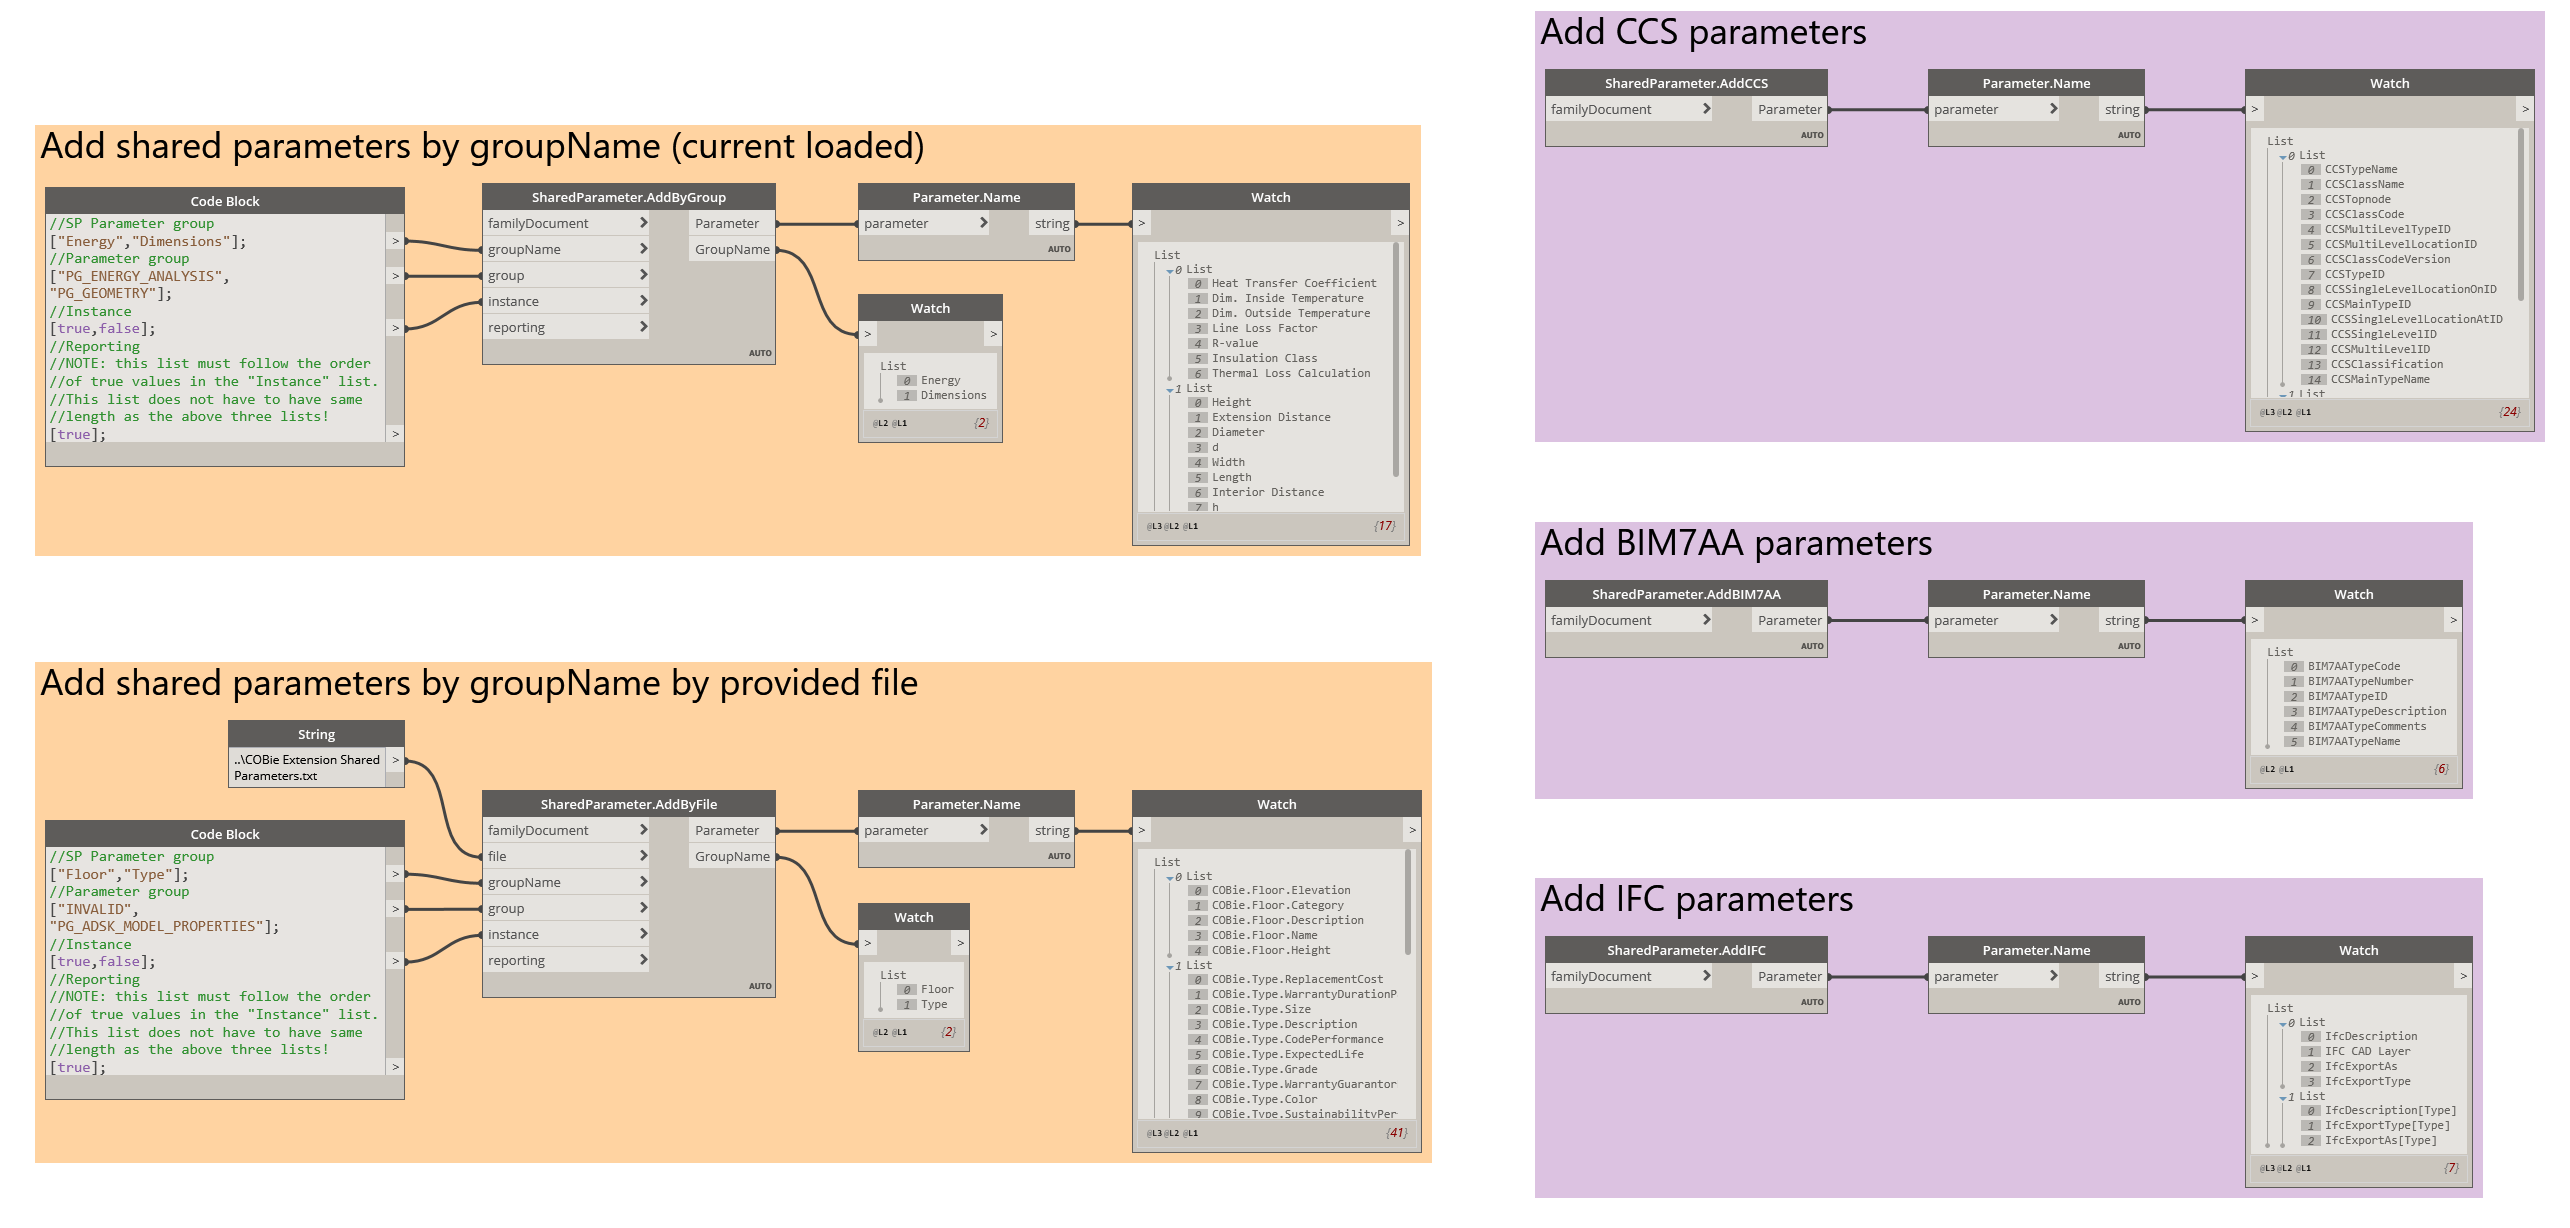 Add shared parameters by groupName (current loaded)
Code Block
//SP Parameter group
["Energy","Dimensions"];
>
//Parameter group
["PG_ENERGY_ANALYSIS",
>
"PG_GEOMETRY"];
//Instance
[true,false];
>
//Reporting
//NOTE: this list must follow the order
//of true values in the "Instance" list.
//This list does not have to have same
//length as the above three lists!
[true];
>
SharedParameter.AddByGroup
familyDocument
Parameter
groupName
GroupName
group
instance
reporting
AUTO
Parameter.Name
parameter
string
AUTO
Watch
>
>
List
0 Energy
1 Dimensions
@L2 @L1
{2}
Watch
>
>
List
0 List
0 Heat Transfer Coefficient
1 Dim. Inside Temperature
2 Dim. Outside Temperature
3 Line Loss Factor
4 R-value
5 Insulation Class
6 Thermal Loss Calculation
1 List
0 Height
1 Extension Distance
2 Diameter
3 d
4 Width
5 Length
6 Interior Distance
7 h
@L3 @L2 @L1
{17}
Add shared parameters by groupName by provided file
String
..\COBie Extension Shared
>
Parameters.txt
Code Block
//SP Parameter group
["Floor","Type"];
>
//Parameter group
["INVALID",
>
"PG_ADSK_MODEL_PROPERTIES"];
//Instance
[true,false];
>
//Reporting
//NOTE: this list must follow the order
//of true values in the "Instance" list.
//This list does not have to have same
//length as the above three lists!
[true];
>
SharedParameter.AddByFile
familyDocument
Parameter
file
GroupName
groupName
group
instance
reporting
AUTO
Parameter.Name
parameter
string
AUTO
Watch
>
>
List
0 Floor
1 Type
@L2 @L1
{2}
Watch
>
>
List
0 List
0 COBie.Floor.Elevation
1 COBie.Floor.Category
2 COBie.Floor.Description
3 COBie.Floor.Name
4 COBie.Floor.Height
1 List
0 COBie.Type.ReplacementCost
1 COBie.Type.WarrantyDurationP
2 COBie.Type.Size
3 COBie.Type.Description
4 COBie.Type.CodePerformance
5 COBie.Type.ExpectedLife
6 COBie.Type.Grade
7 COBie.Type.WarrantyGuarantor
8 COBie.Type.Color
9 COBie.Type.SustainabilityPer
@L3 @L2 @L1
{41}
Add CCS parameters
SharedParameter.AddCCS
familyDocument
Parameter
AUTO
Parameter.Name
parameter
string
AUTO
Watch
>
>
List
0 List
0 CCSTypeName
1 CCSClassName
2 CCSTopnode
3 CCSClassCode
4 CCSMultiLevelTypeID
5 CCSMultiLevelLocationID
6 CCSClassCodeVersion
7 CCSTypeID
8 CCSSingleLevelLocationOnID
9 CCSMainTypeID
10 CCSSingleLevelLocationAtID
11 CCSSingleLevelID
12 CCSMultiLevelID
13 CCSClassification
14 CCSMainTypeName
1 List
@L3 @L2 @L1
{24}
Add BIM7AA parameters
SharedParameter.AddBIM7AA
familyDocument
Parameter
AUTO
Parameter.Name
parameter
string
AUTO
Watch
>
>
List
0 BIM7AATypeCode
1 BIM7AATypeNumber
2 BIM7AATypeID
3 BIM7AATypeDescription
4 BIM7AATypeComments
5 BIM7AATypeName
@L2 @L1
{6}
Add IFC parameters
SharedParameter.AddIFC
familyDocument
Parameter
AUTO
Parameter.Name
parameter
string
AUTO
Watch
>
>
List
0 List
0 IfcDescription
1 IFC CAD Layer
2 IfcExportAs
3 IfcExportType
1 List
0 IfcDescription[Type]
1 IfcExportType[Type]
2 IfcExportAs[Type]
@L3 @L2 @L1
{7}